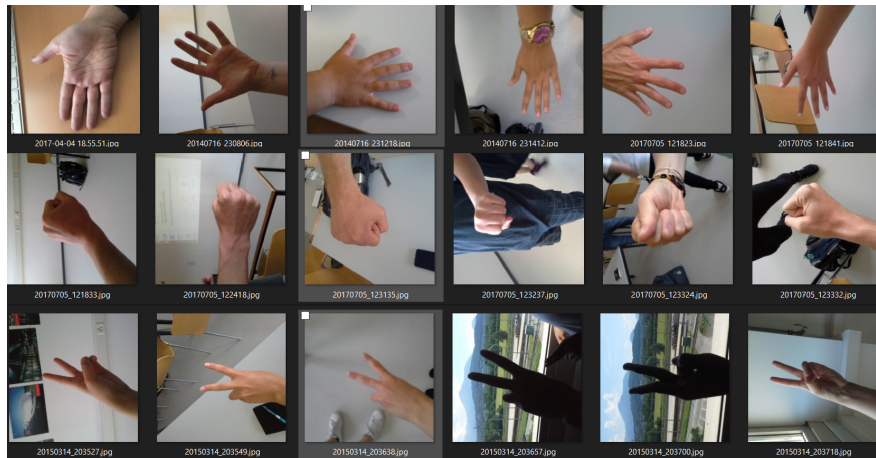 2017-04-04 18.55.51.jpg
20140716_230806.jpg
20140716_231218.jpg
20140716_231412.jpg
20170705_121823.jpg
20170705_121841.jpg
20170705_121833.jpg
20170705_122418.jpg
20170705_123135.jpg
20170705_123237.jpg
20170705_123324.jpg
20170705_123332.jpg
20150314_203527.jpg
20150314_203549.jpg
20150314_203638.jpg
20150314_203657.jpg
20150314_203700.jpg
20150314_203718.jpg